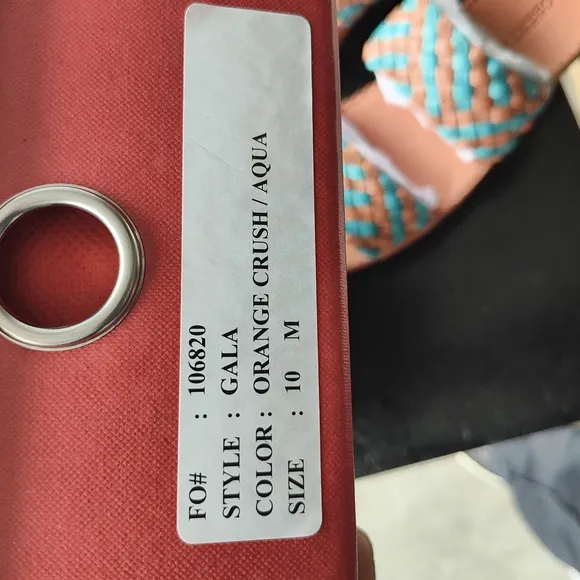 FO# : 106820
STYLE : GALA
COLOR : ORANGE CRUSH / AQUA
SIZE : 10 M